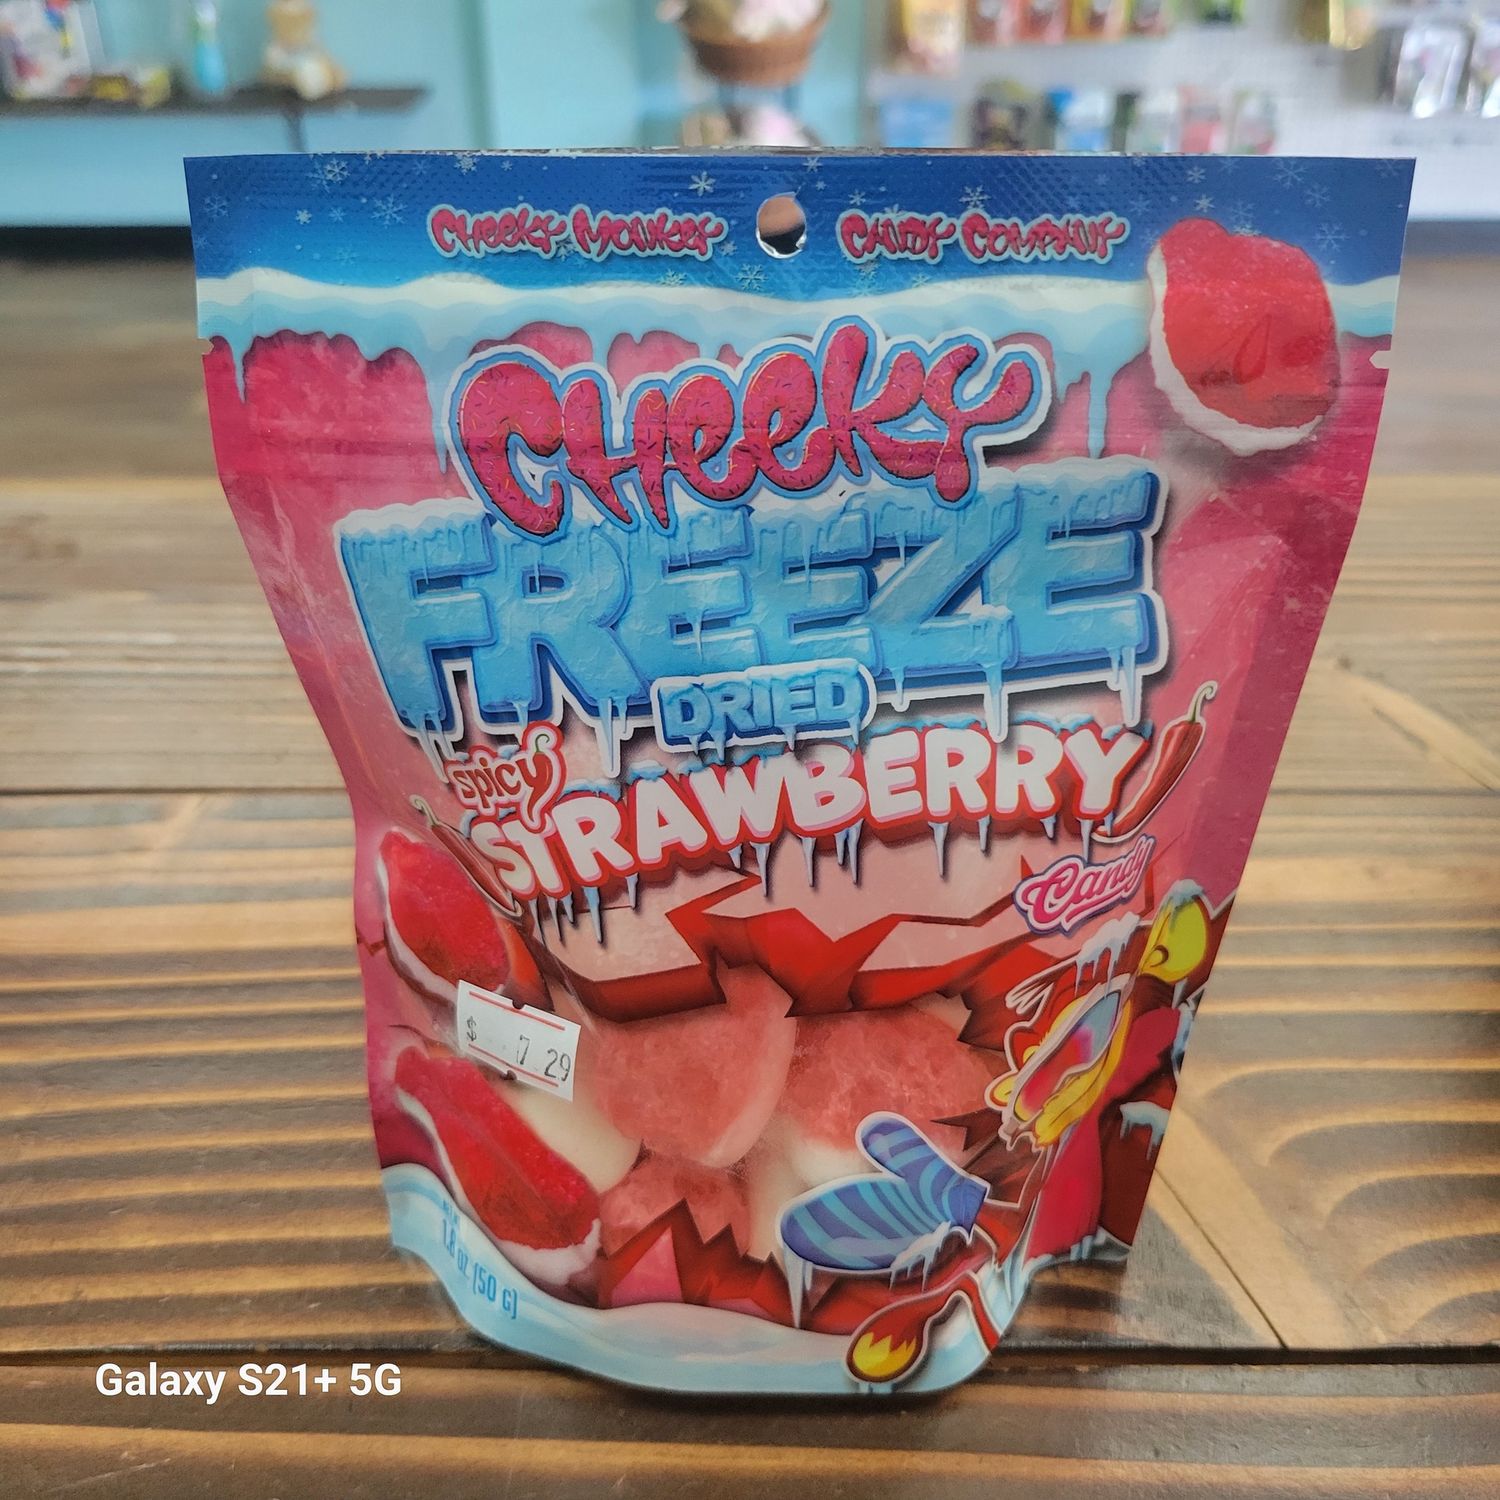 Cheeky Monkey Candy Company
Cheeky
FREEZE
DRIED
spicy
STRAWBERRY
Candy
$ 7 29
1.8 oz (50 G)
Galaxy S21+ 5G